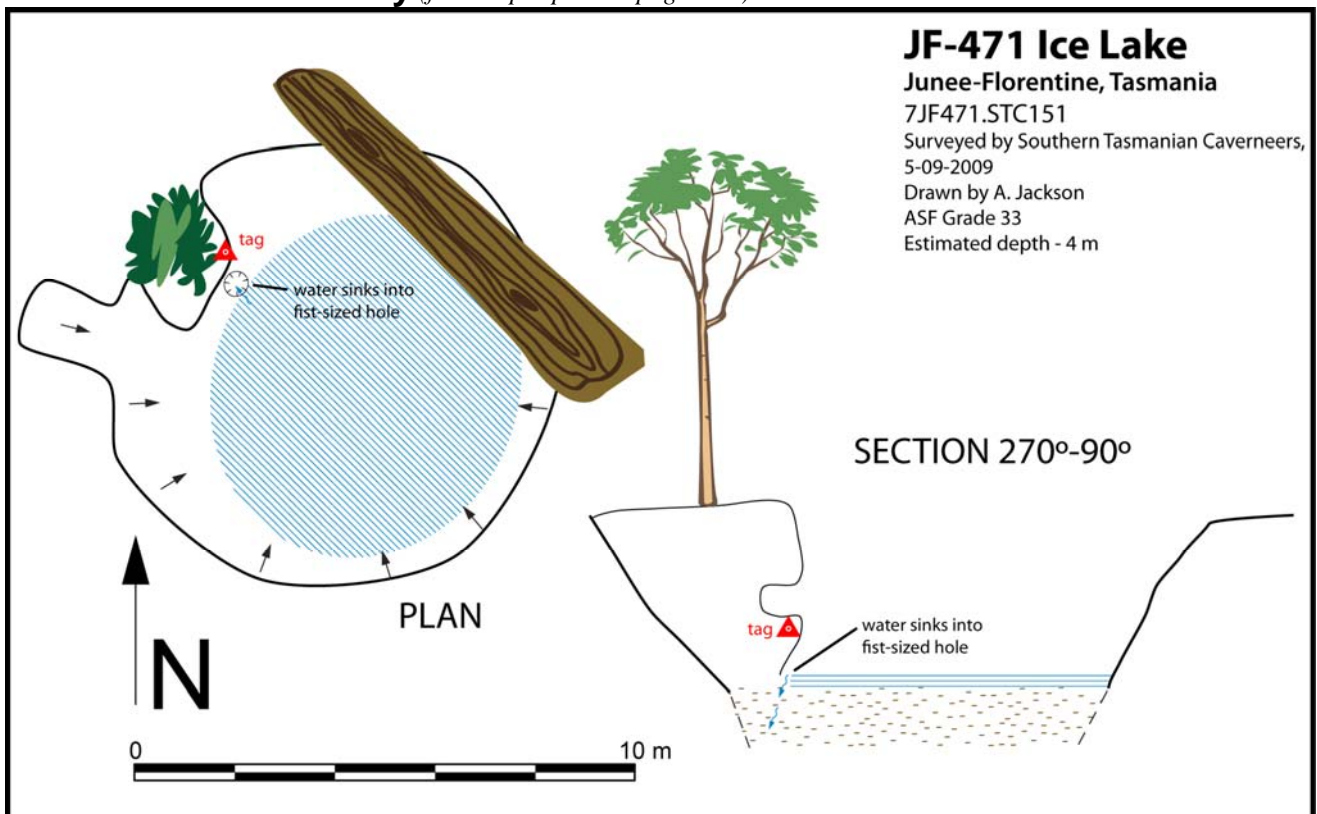 JF-471 Ice Lake
Junee-Florentine, Tasmania
7JF471.STC151
Surveyed by Southern Tasmanian Caverneers,
5-09-2009
Drawn by A. Jackson
ASF Grade 33
Estimated depth - 4 m
tag
water sinks into
fist-sized hole
PLAN
N
0 10 m
SECTION 270º-90º
tag
water sinks into
fist-sized hole